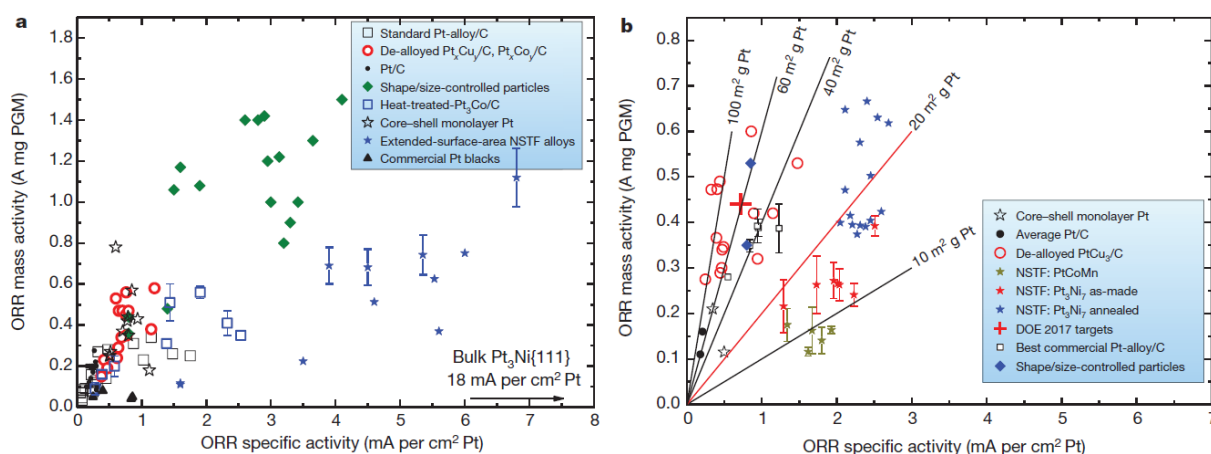 a
ORR mass activity (A mg PGM)
1.8
1.6
1.4
1.2
1.0
0.8
0.6
0.4
0.2
0.0
Standard Pt-alloy/C
De-alloyed PtxCuy/C, PtxCoy/C
Pt/C
Shape/size-controlled particles
Heat-treated-Pt3Co/C
Core–shell monolayer Pt
Extended-surface-area NSTF alloys
Commercial Pt blacks
Bulk Pt3Ni{111}
18 mA per cm2 Pt
0 1 2 3 4 5 6 7 8
ORR specific activity (mA per cm2 Pt)
b
ORR mass activity (A mg PGM)
0.8
0.7
0.6
0.5
0.4
0.3
0.2
0.1
0.0
100 m2 g Pt
60 m2 g Pt
40 m2 g Pt
20 m2 g Pt
10 m2 g Pt
Core–shell monolayer Pt
Average Pt/C
De-alloyed PtCu3/C
NSTF: PtCoMn
NSTF: Pt3Ni7 as-made
NSTF: Pt3Ni7 annealed
DOE 2017 targets
Best commercial Pt-alloy/C
Shape/size-controlled particles
0 1 2 3 4 5 6 7
ORR specific activity (mA per cm2 Pt)